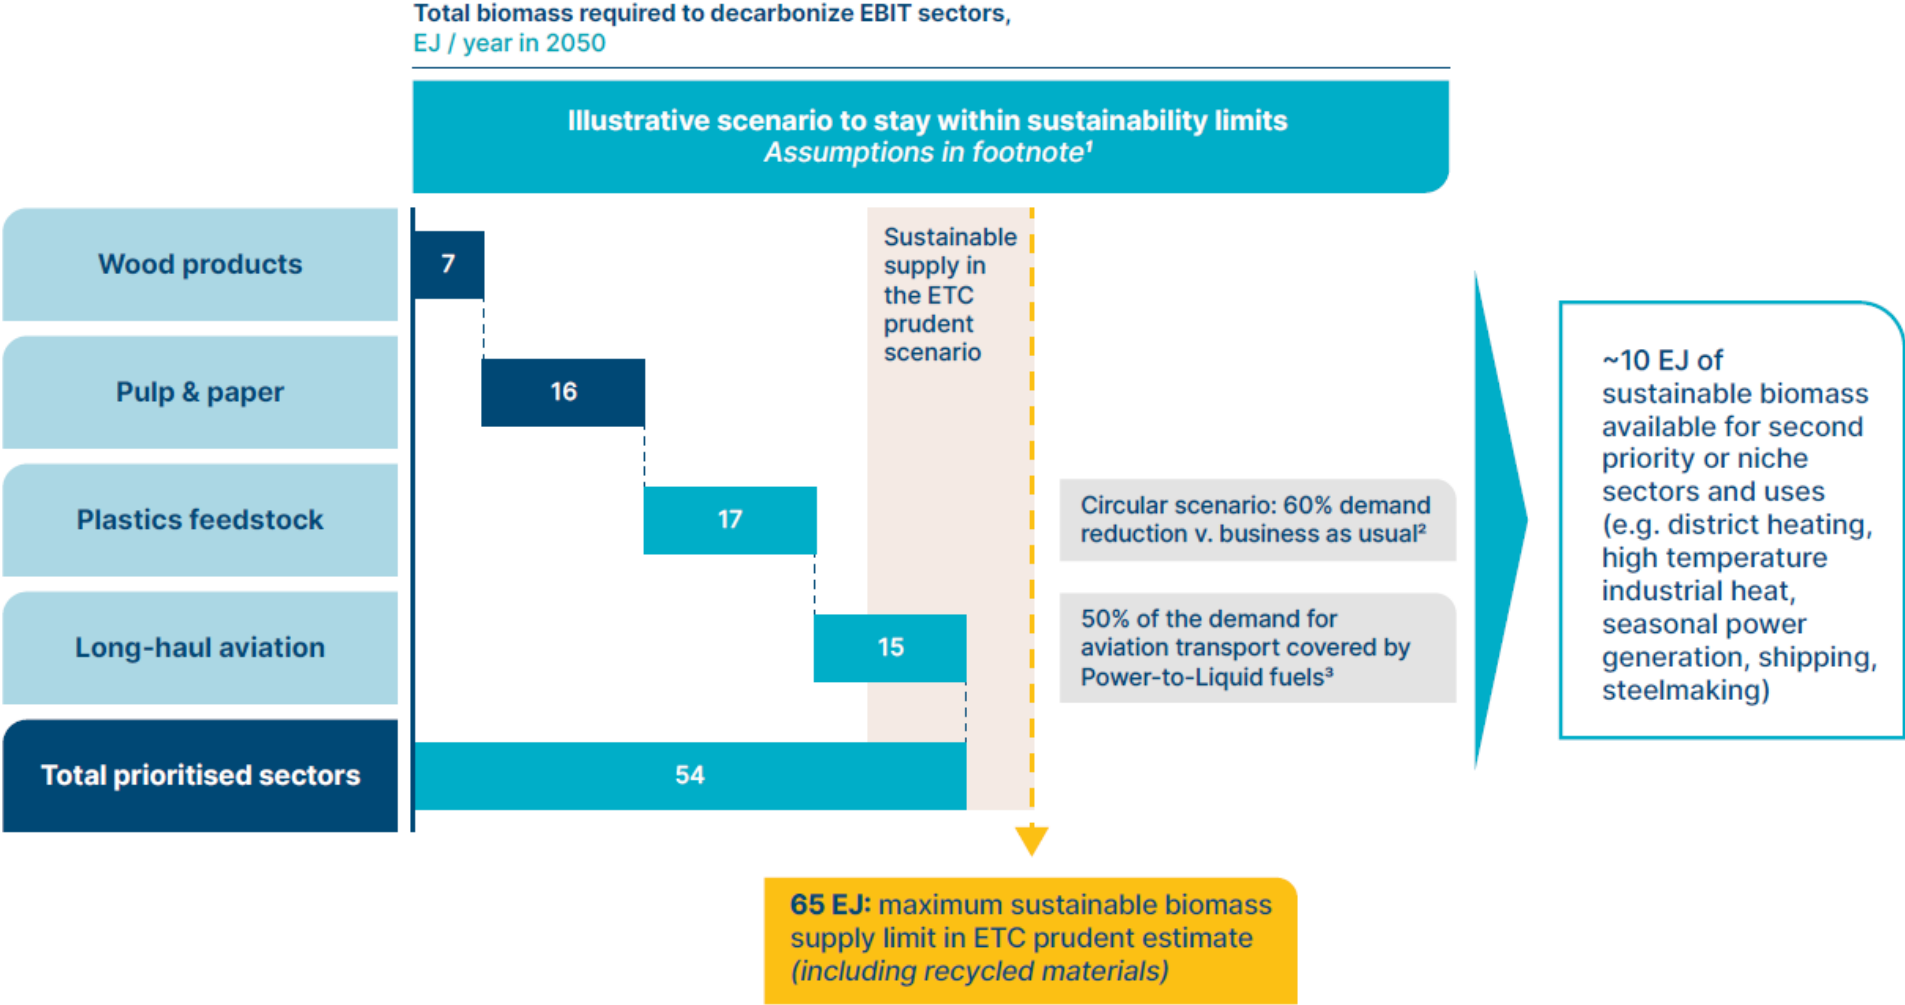 Total biomass required to decarbonize EBIT sectors,
EJ / year in 2050
Illustrative scenario to stay within sustainability limits
Assumptions in footnote¹
Wood products
7
Sustainable
supply in
the ETC
prudent
scenario
Pulp & paper
16
Plastics feedstock
17
Circular scenario: 60% demand
reduction v. business as usual²
Long-haul aviation
15
50% of the demand for
aviation transport covered by
Power-to-Liquid fuels³
Total prioritised sectors
54
~10 EJ of
sustainable biomass
available for second
priority or niche
sectors and uses
(e.g. district heating,
high temperature
industrial heat,
seasonal power
generation, shipping,
steelmaking)
65 EJ: maximum sustainable biomass
supply limit in ETC prudent estimate
(including recycled materials)